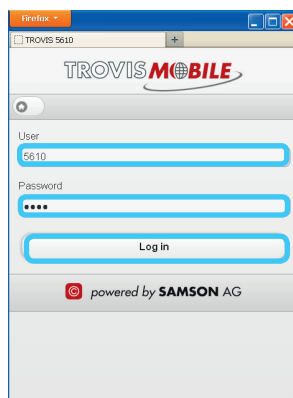 Firefox
TROVIS 5610
TROVIS MOBILE
User
5610
Password
••••
Log in
© powered by SAMSON AG